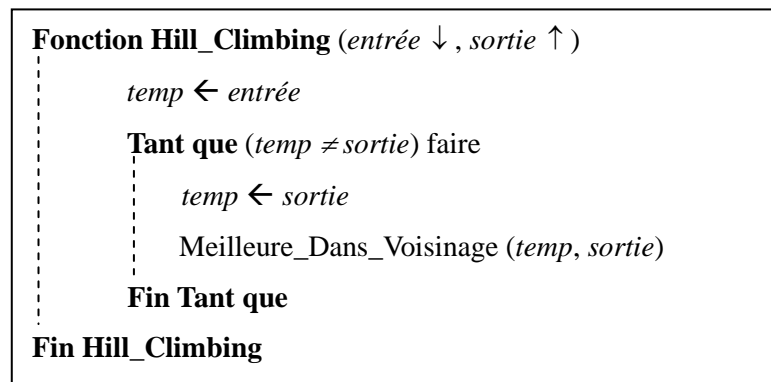 Fonction Hill_Climbing (entrée ↓ , sortie ↑ )
temp ← entrée
Tant que (temp ≠ sortie) faire
temp ← sortie
Meilleure_Dans_Voisinage (temp, sortie)
Fin Tant que
Fin Hill_Climbing